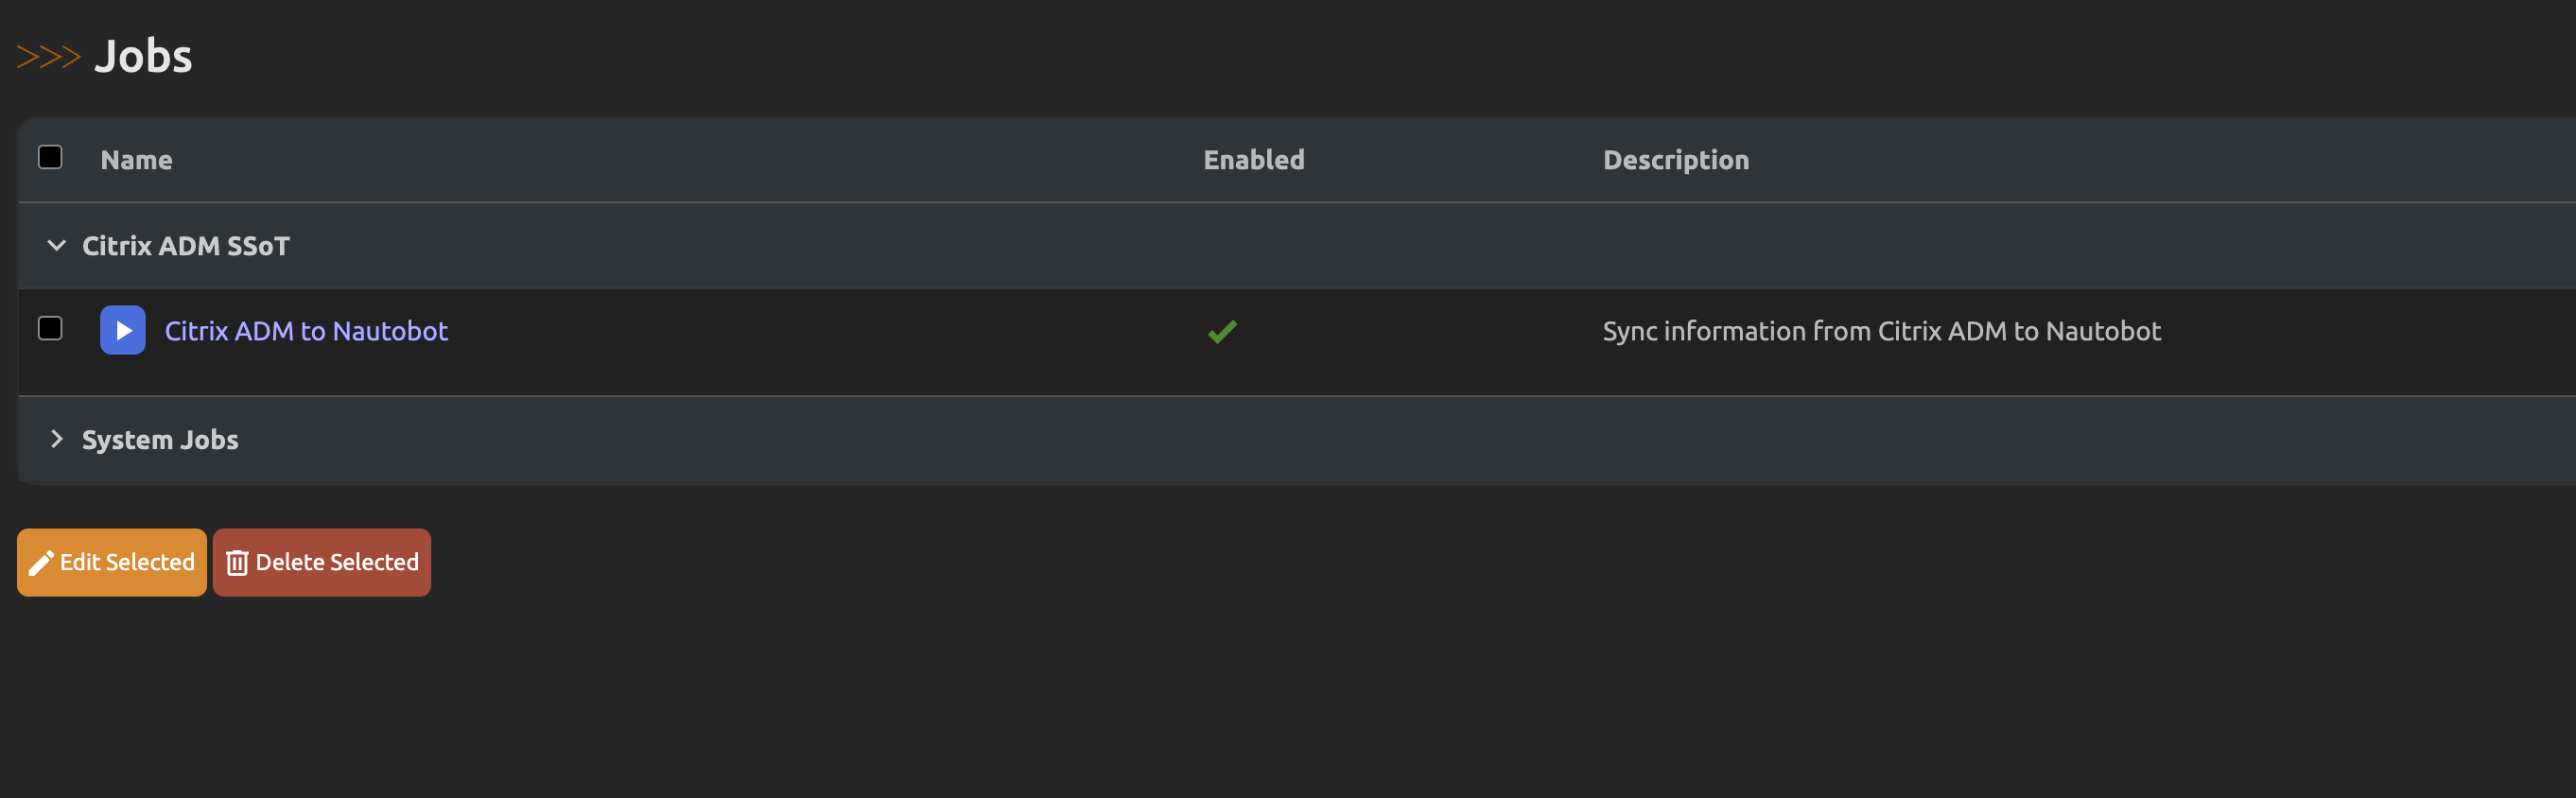 >>> Jobs
Name Enabled Description
Citrix ADM SSoT
Citrix ADM to Nautobot Sync information from Citrix ADM to Nautobot
System Jobs
Edit Selected Delete Selected